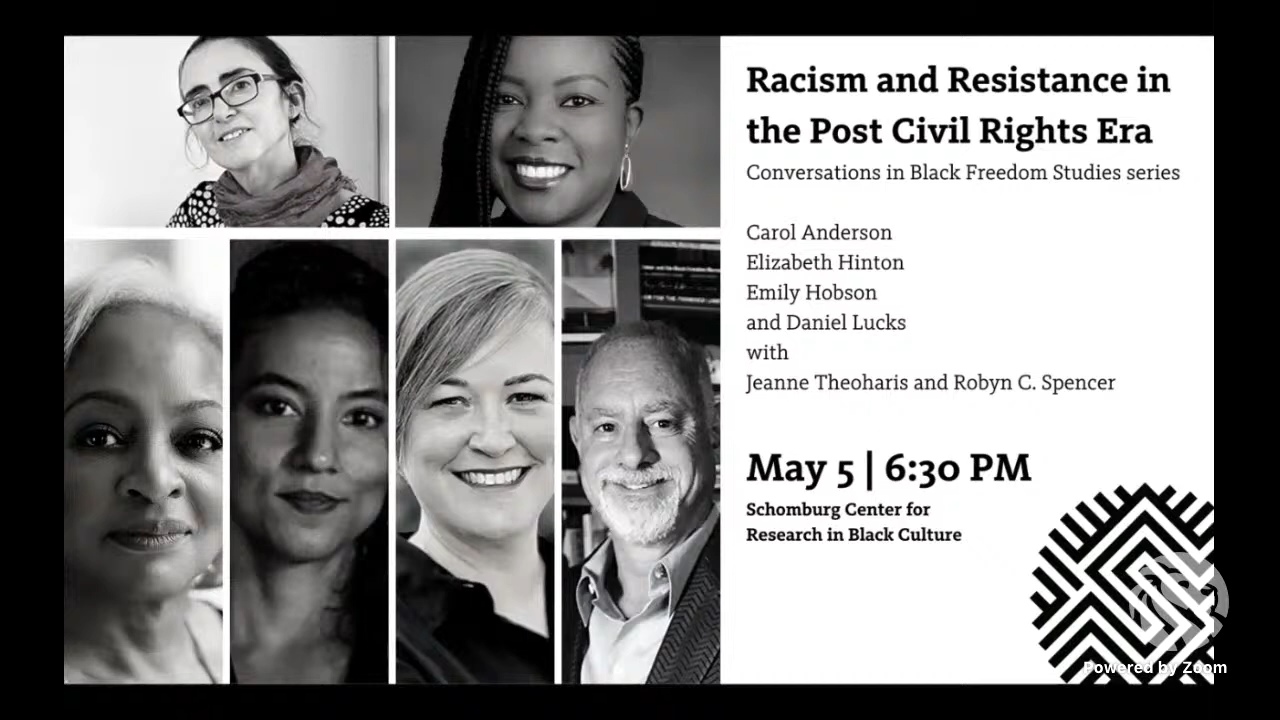 Racism and Resistance in
the Post Civil Rights Era
Conversations in Black Freedom Studies series
Carol Anderson
Elizabeth Hinton
Emily Hobson
and Daniel Lucks
with
Jeanne Theoharis and Robyn C. Spencer
May 5 | 6:30 PM
Schomburg Center for
Research in Black Culture
Powered by Zoom